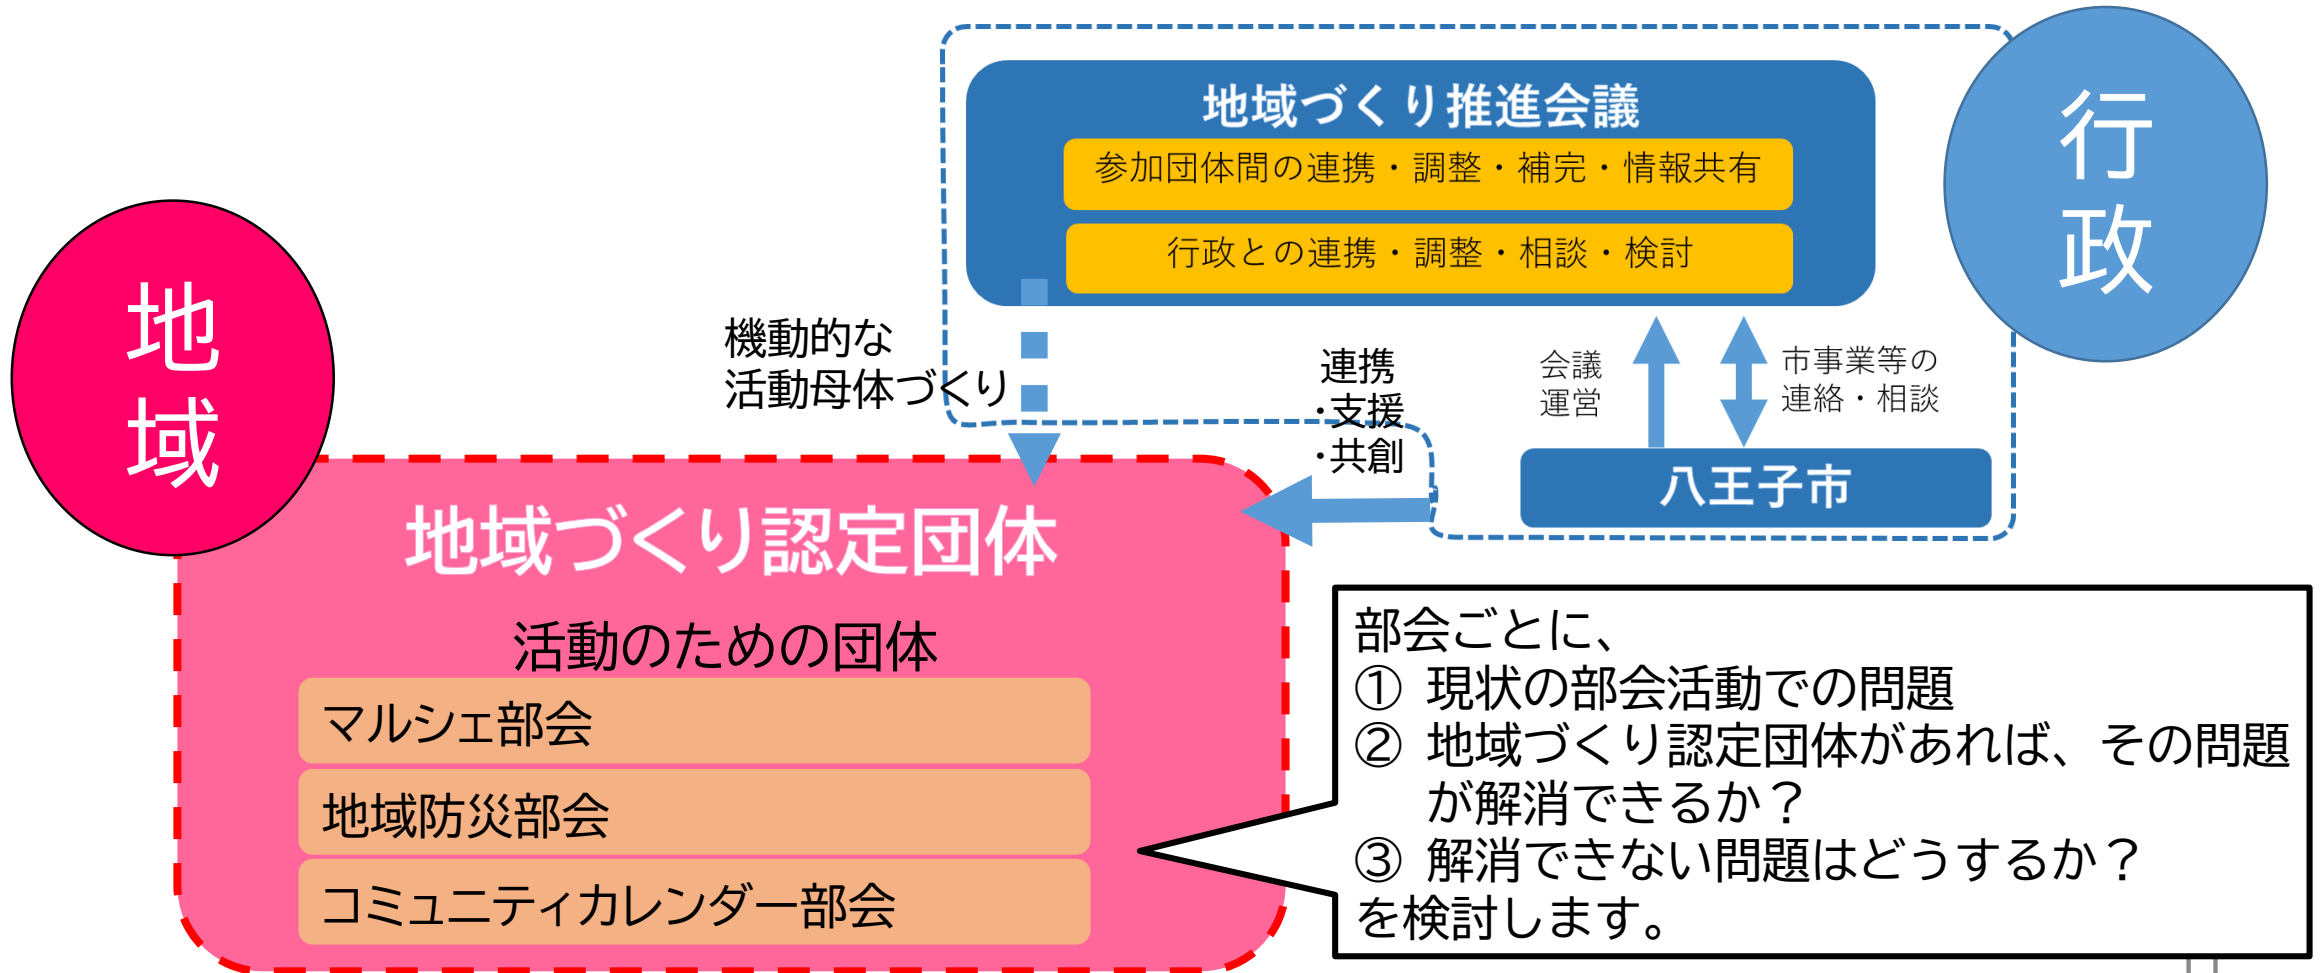 地域づくり推進会議
参加団体間の連携・調整・補完・情報共有
行政との連携・調整・相談・検討
行
政
地
域
機動的な
活動母体づくり
連携
・支援
・共創
会議
運営
市事業等の
連絡・相談
八王子市
地域づくり認定団体
活動のための団体
マルシェ部会
地域防災部会
コミュニティカレンダー部会
部会ごとに、
① 現状の部会活動での問題
② 地域づくり認定団体があれば、その問題
が解消できるか？
③ 解消できない問題はどうするか？
を検討します。